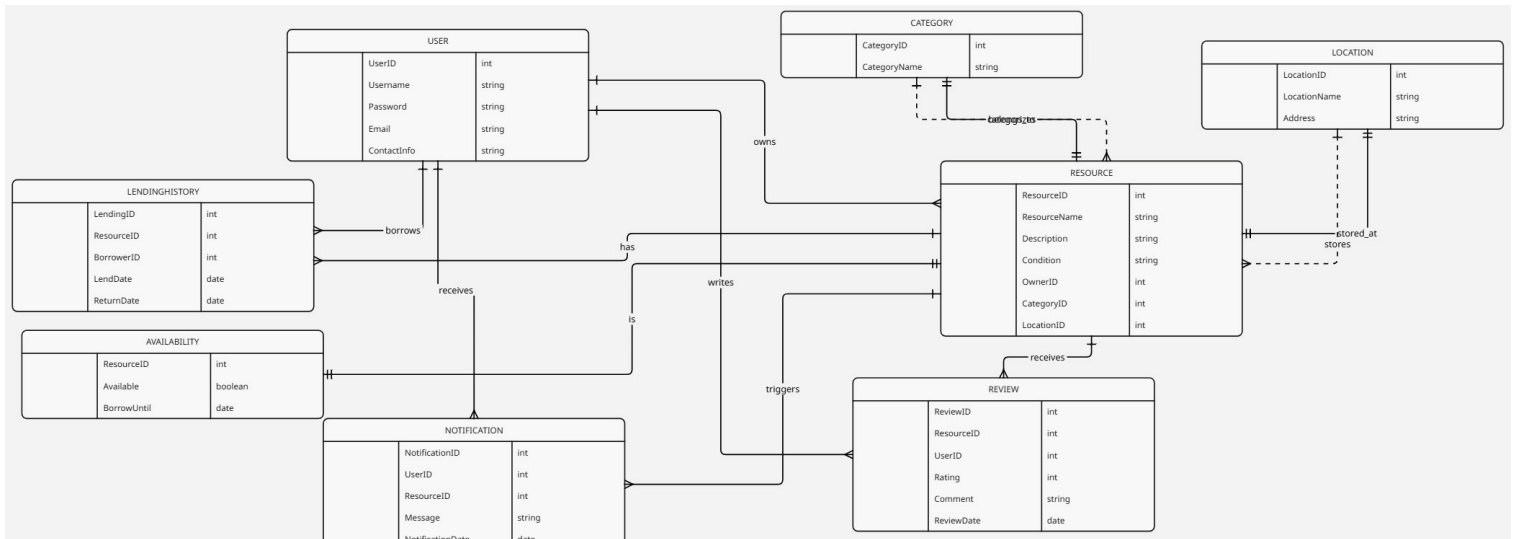 USER
UserID int
Username string
Password string
Email string
ContactInfo string
CATEGORY
CategoryID int
CategoryName string
LOCATION
LocationID int
LocationName string
Address string
owns
LENDINGHISTORY
LendingID int
ResourceID int
BorrowerID int
LendDate date
ReturnDate date
borrows
has
receives
writes
is
stored_at
stores
RESOURCE
ResourceID int
ResourceName string
Description string
Condition string
OwnerID int
CategoryID int
LocationID int
AVAILABILITY
ResourceID int
Available boolean
BorrowUntil date
receives
triggers
NOTIFICATION
NotificationID int
UserID int
ResourceID int
Message string
NotificationDate date
REVIEW
ReviewID int
ResourceID int
UserID int
Rating int
Comment string
ReviewDate date